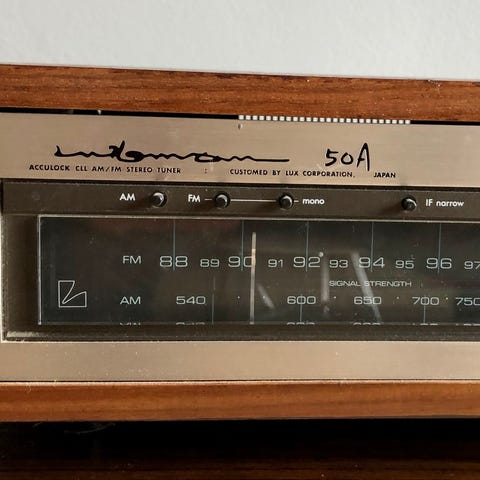 luxman 50A
ACCULOCK CLL AM/FM STEREO TUNER : CUSTOMED BY LUX CORPORATION. JAPAN
AM FM mono IF narrow
FM 88 89 90 91 92 93 94 95 96 97
SIGNAL STRENGTH
AM 540 600 650 700 750